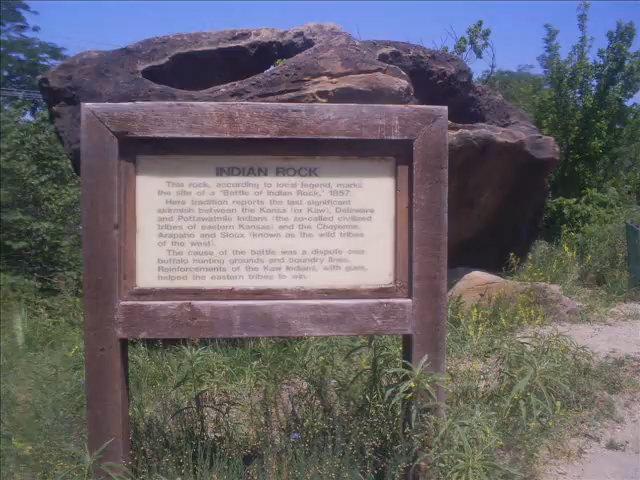 INDIAN ROCK
This rock, according to local legend, marks
the site of a "Battle of Indian Rock," 1857.
Here tradition reports the last significant
skirmish between the Kansa (or Kaw), Delaware
and Pottawatmie Indians (the so-called civilized
tribes of eastern Kansas) and the Cheyenne,
Arapaho and Sioux (known as the wild tribes
of the west).
The cause of the battle was a dispute over
buffalo hunting grounds and boundry lines.
Reinforcements of the Kaw Indians, with guns,
helped the eastern tribes to win.